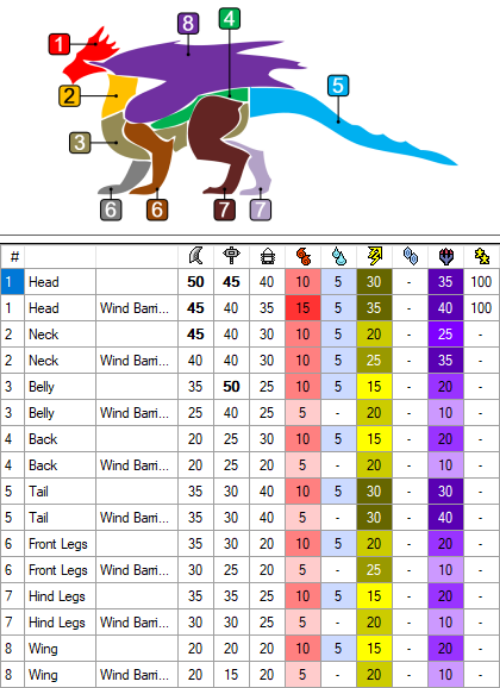 1
8
4
2
5
3
6
6
7
7
#
1 Head 50 45 40 10 5 30 - 35 100
1 Head Wind Barri... 45 40 35 15 5 35 - 40 100
2 Neck 45 40 30 10 5 20 - 25 -
2 Neck Wind Barri... 40 40 30 10 5 25 - 35 -
3 Belly 35 50 25 10 5 15 - 20 -
3 Belly Wind Barri... 25 40 25 5 - 20 - 10 -
4 Back 20 25 30 10 5 15 - 20 -
4 Back Wind Barri... 20 25 20 5 - 20 - 10 -
5 Tail 35 30 40 10 5 30 - 30 -
5 Tail Wind Barri... 35 30 40 5 - 30 - 40 -
6 Front Legs 35 30 20 10 5 20 - 20 -
6 Front Legs Wind Barri... 30 25 20 5 - 25 - 10 -
7 Hind Legs 35 35 25 10 5 15 - 20 -
7 Hind Legs Wind Barri... 30 30 25 5 - 20 - 10 -
8 Wing 20 20 20 10 5 15 - 20 -
8 Wing Wind Barri... 20 15 20 5 - 20 - 10 -